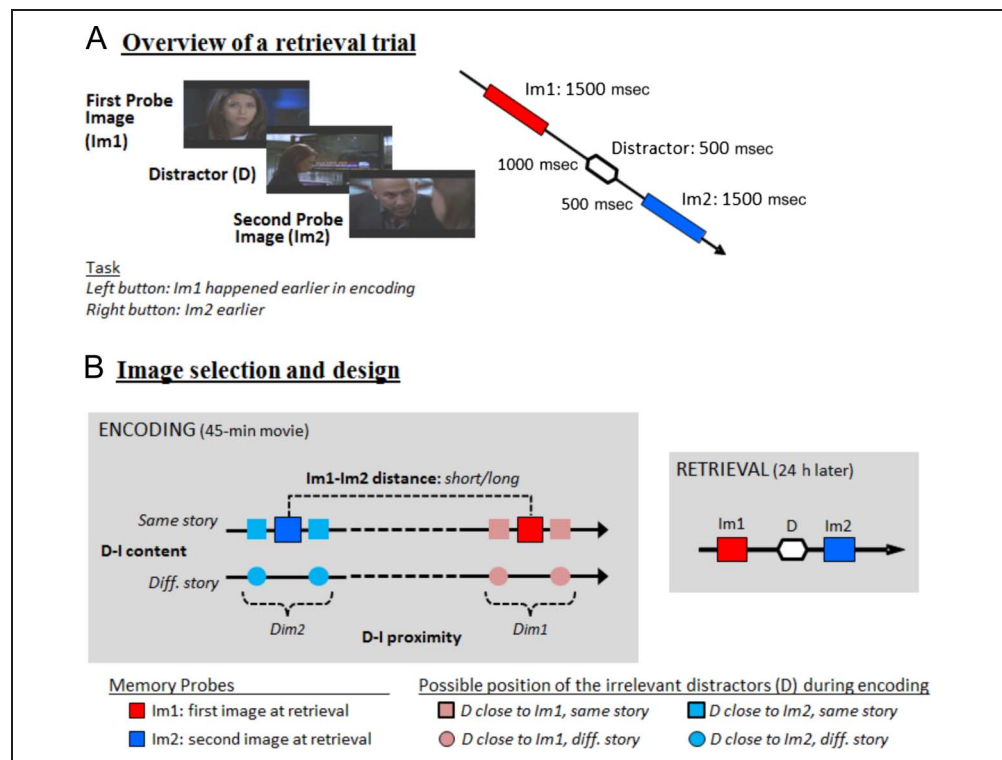 A Overview of a retrieval trial
First Probe
Image
(Im1)
Distractor (D)
Second Probe
Image (Im2)
Im1: 1500 msec
1000 msec
Distractor: 500 msec
500 msec
Im2: 1500 msec
Task
Left button: Im1 happened earlier in encoding
Right button: Im2 earlier
B Image selection and design
ENCODING (45-min movie)
Im1-Im2 distance: short/long
Same story
D-I content
Diff. story
Dim2
D-I proximity
Dim1
RETRIEVAL (24 h later)
Im1
D
Im2
Memory Probes
Im1: first image at retrieval
Im2: second image at retrieval
Possible position of the irrelevant distractors (D) during encoding
D close to Im1, same story
D close to Im2, same story
D close to Im1, diff. story
D close to Im2, diff. story